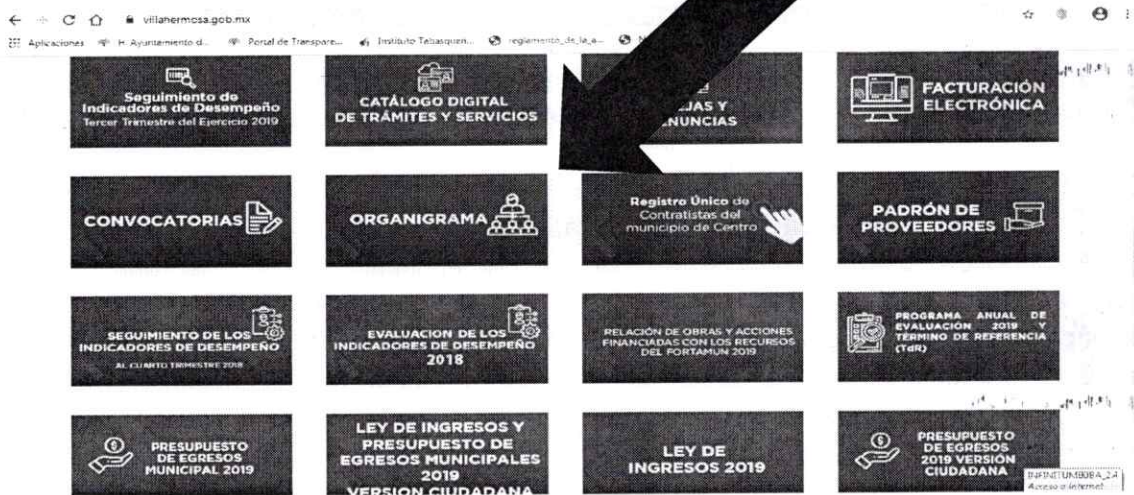 villahermosa.gob.mx
Aplicaciones H. Ayuntamiento d... Portal de Transpare... Instituto Tabasquen... reglamento_de_la_a...
Seguimiento de
Indicadores de Desempeño
Tercer Trimestre del Ejercicio 2019
CATÁLOGO DIGITAL
DE TRÁMITES Y SERVICIOS
JAS Y
ENUNCIAS
FACTURACIÓN
ELECTRÓNICA
CONVOCATORIAS
ORGANIGRAMA
Registro Único de
Contratistas del
municipio de Centro
PADRÓN DE
PROVEEDORES
SEGUIMIENTO DE LOS
INDICADORES DE DESEMPEÑO
AL CUARTO TRIMESTRE 2018
EVALUACION DE LOS
INDICADORES DE DESEMPEÑO
2018
RELACIÓN DE OBRAS Y ACCIONES
FINANCIADAS CON LOS RECURSOS
DEL FORTAMUN 2019
PROGRAMA ANUAL DE
EVALUACIÓN 2019 Y
TERMINO DE REFERENCIA
(TdR)
PRESUPUESTO
DE EGRESOS
MUNICIPAL 2019
LEY DE INGRESOS Y
PRESUPUESTO DE
EGRESOS MUNICIPALES
2019
VERSION CIUDADANA
LEY DE
INGRESOS 2019
PRESUPUESTO
DE EGRESOS
2019 VERSIÓN
CIUDADANA
Acceso a Internet